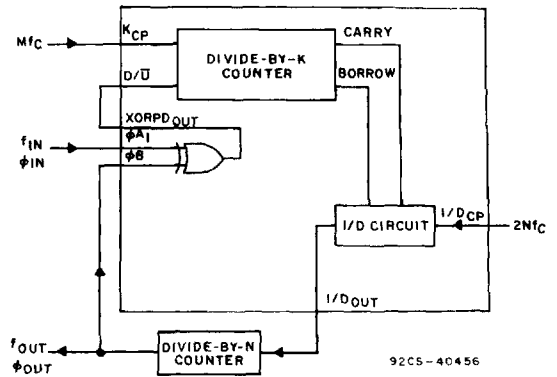 Mfc
KCP
D/U̅
DIVIDE-BY-K
COUNTER
CARRY
BORROW
XORPDOUT
ϕA1
fIN
ϕIN
ϕB
I/D CIRCUIT
I/DCP
2Nfc
I/DOUT
fOUT
ϕOUT
DIVIDE-BY-N
COUNTER
92CS-40456